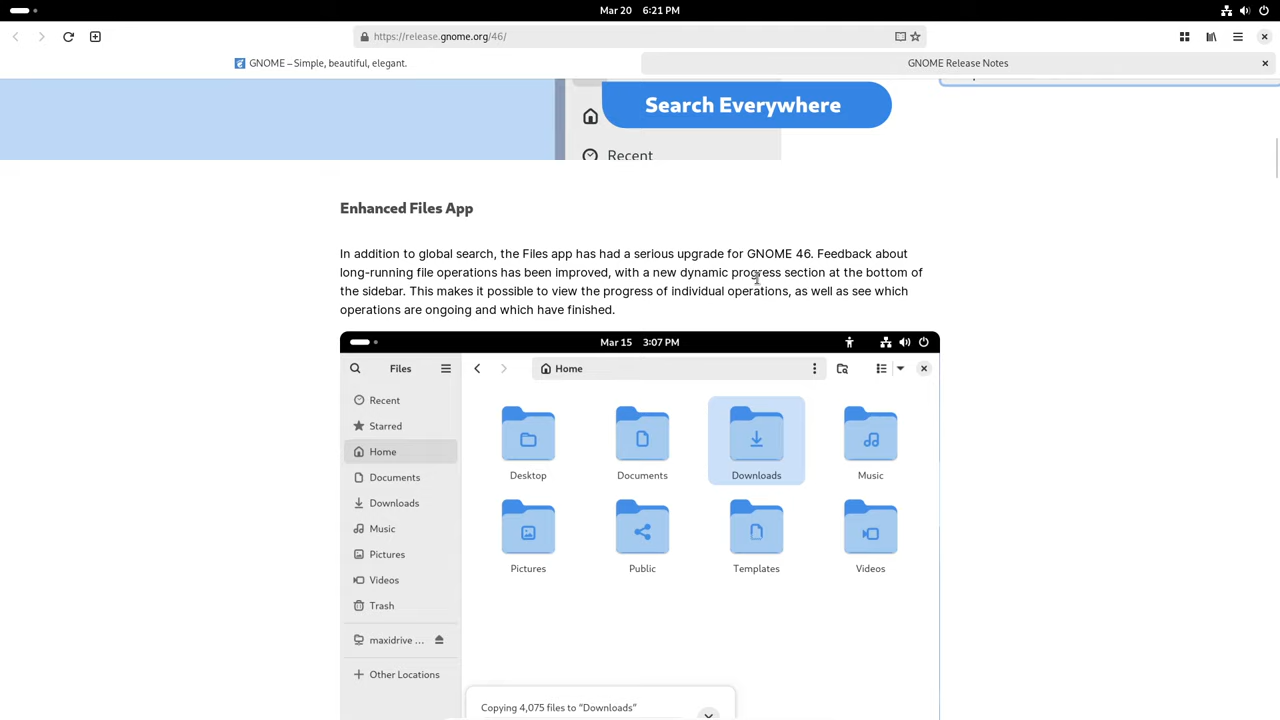 Mar 20 6:21 PM
https://release.gnome.org/46/
GNOME – Simple, beautiful, elegant.
GNOME Release Notes
Search Everywhere
Recent
Enhanced Files App
In addition to global search, the Files app has had a serious upgrade for GNOME 46. Feedback about
long-running file operations has been improved, with a new dynamic progress section at the bottom of
the sidebar. This makes it possible to view the progress of individual operations, as well as see which
operations are ongoing and which have finished.
Mar 15 3:07 PM
Files
Home
Recent
Starred
Home
Documents
Downloads
Music
Pictures
Videos
Trash
maxidrive ...
Other Locations
Desktop Documents Downloads Music
Pictures Public Templates Videos
Copying 4,075 files to “Downloads”